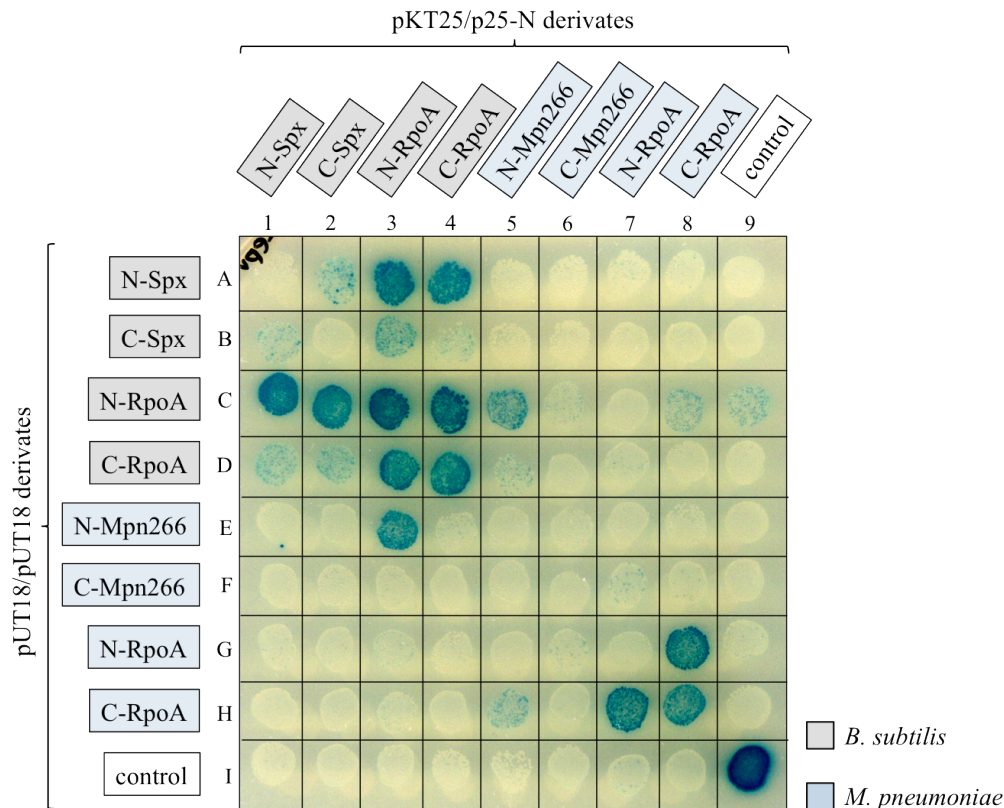 pKT25/p25-N derivates
N-Spx
C-Spx
N-RpoA
C-RpoA
N-Mpn266
C-Mpn266
N-RpoA
C-RpoA
control
1 2 3 4 5 6 7 8 9
pUT18/pUT18 derivates
N-Spx A
C-Spx B
N-RpoA C
C-RpoA D
N-Mpn266 E
C-Mpn266 F
N-RpoA G
C-RpoA H
control I
B. subtilis
M. pneumoniae